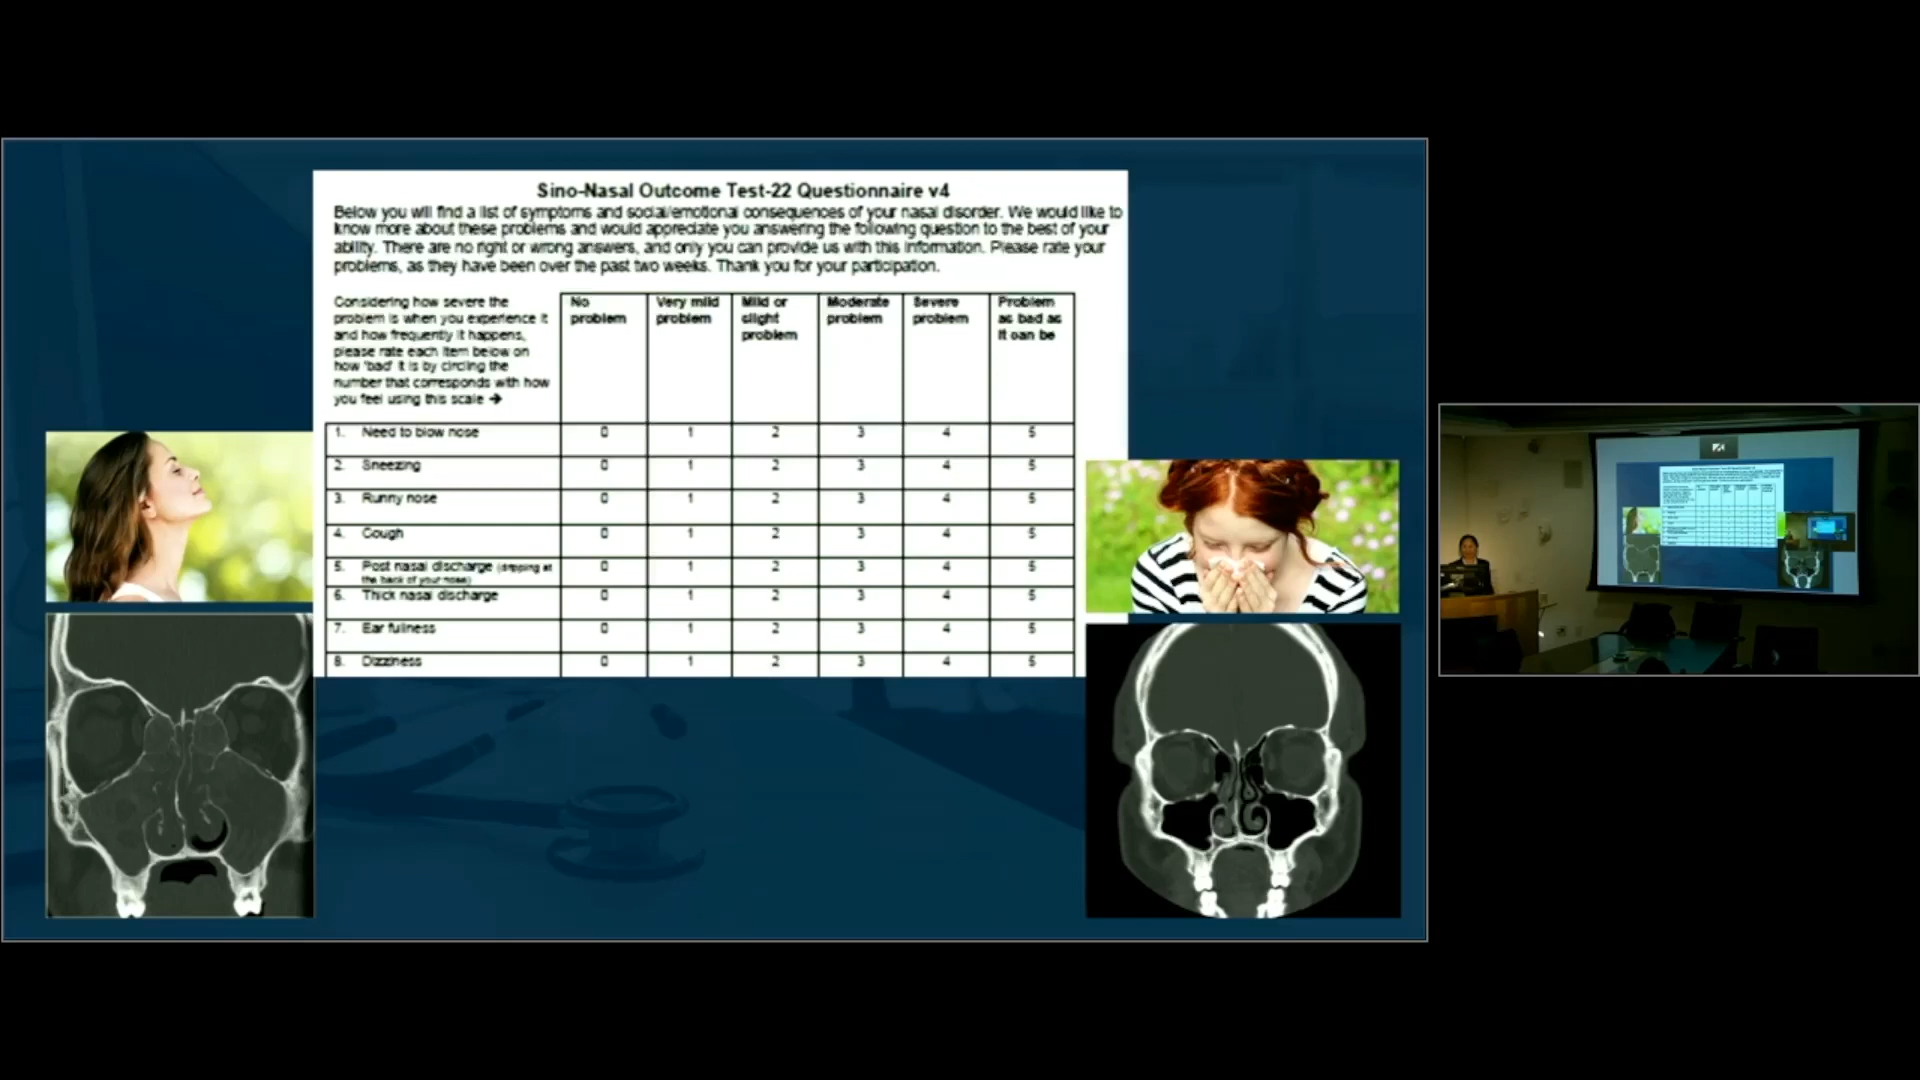 Sino-Nasal Outcome Test-22 Questionnaire v4
Below you will find a list of symptoms and social/emotional consequences of your nasal disorder. We would like to
know more about these problems and would appreciate you answering the following question to the best of your
ability. There are no right or wrong answers, and only you can provide us with this information. Please rate your
problems, as they have been over the past two weeks. Thank you for your participation.
Considering how severe the
problem is when you experience it
and how frequently it happens,
please rate each item below on
how 'bad' it is by circling the
number that corresponds with how
you feel using this scale →
No
problem
Very mild
problem
Mild or
slight
problem
Moderate
problem
Severe
problem
Problem
as bad as
it can be
1. Need to blow nose 0 1 2 3 4 5
2. Sneezing 0 1 2 3 4 5
3. Runny nose 0 1 2 3 4 5
4. Cough 0 1 2 3 4 5
5. Post nasal discharge (dripping at
the back of your nose) 0 1 2 3 4 5
6. Thick nasal discharge 0 1 2 3 4 5
7. Ear fullness 0 1 2 3 4 5
8. Dizziness 0 1 2 3 4 5